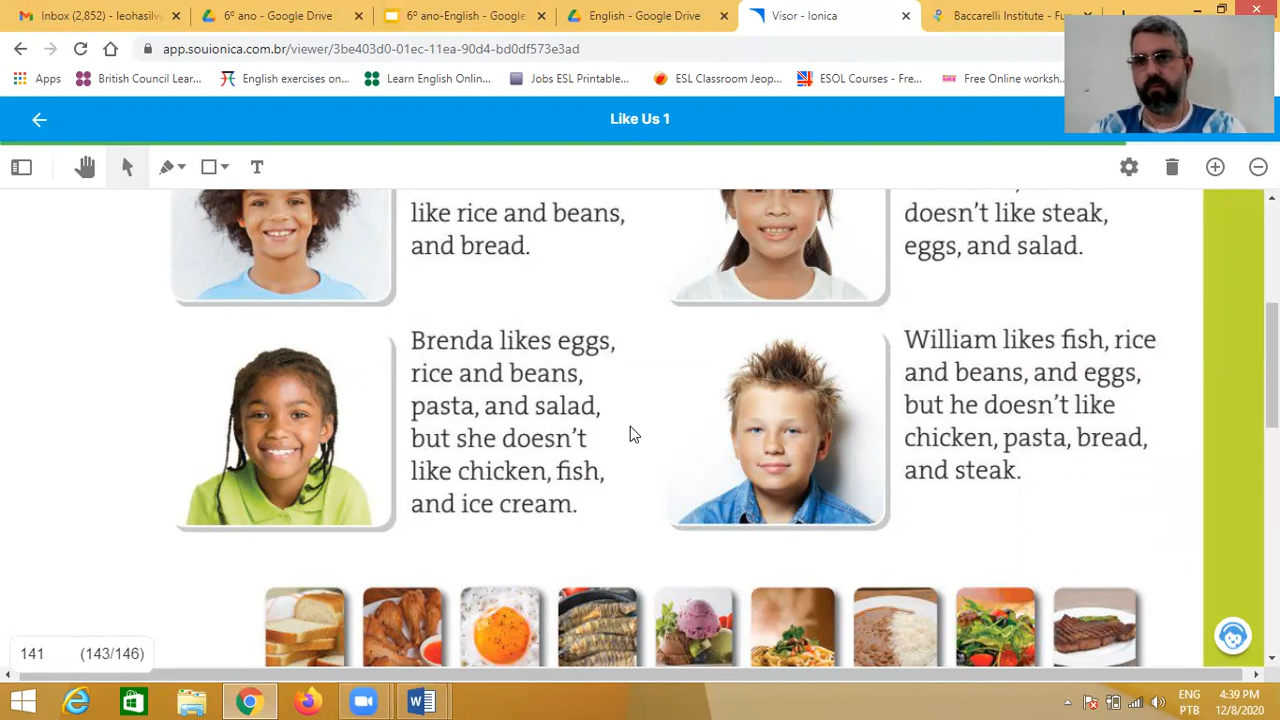 Inbox (2,852) - leohasilv
6º ano - Google Drive
6º ano-English - Google
English - Google Drive
Visor - Ionica
Baccarelli Institute - Fu
app.souionica.com.br/viewer/3be403d0-01ec-11ea-90d4-bd0df573e3ad
Apps
British Council Lear...
English exercises on...
Learn English Onlin...
Jobs ESL Printable...
ESL Classroom Jeop...
ESOL Courses - Fre...
Free Online worksh...
Like Us 1
T
like rice and beans,
and bread.
doesn't like steak,
eggs, and salad.
Brenda likes eggs,
rice and beans,
pasta, and salad,
but she doesn't
like chicken, fish,
and ice cream.
William likes fish, rice
and beans, and eggs,
but he doesn't like
chicken, pasta, bread,
and steak.
141 (143/146)
ENG
PTB
4:39 PM
12/8/2020